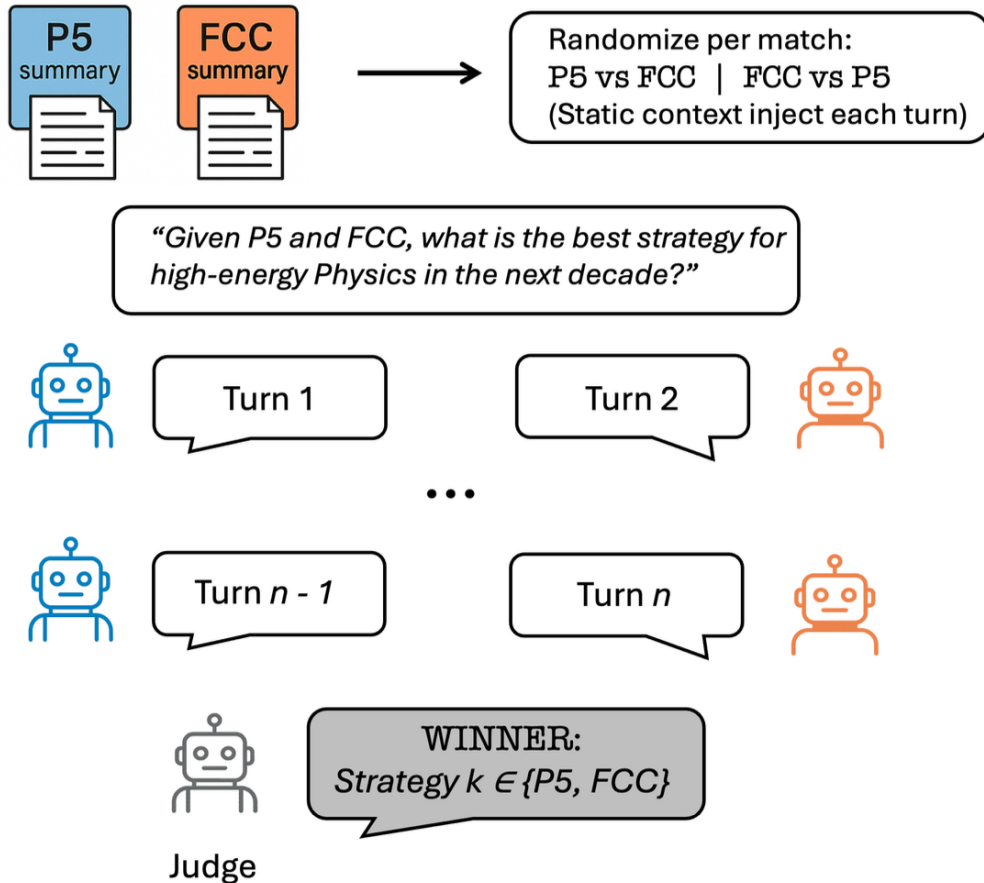 P5
summary
FCC
summary
Randomize per match:
P5 vs FCC | FCC vs P5
(Static context inject each turn)
“Given P5 and FCC, what is the best strategy for
high-energy Physics in the next decade?”
Turn 1
Turn 2
...
Turn n - 1
Turn n
WINNER:
Strategy k ∈ {P5, FCC}
Judge